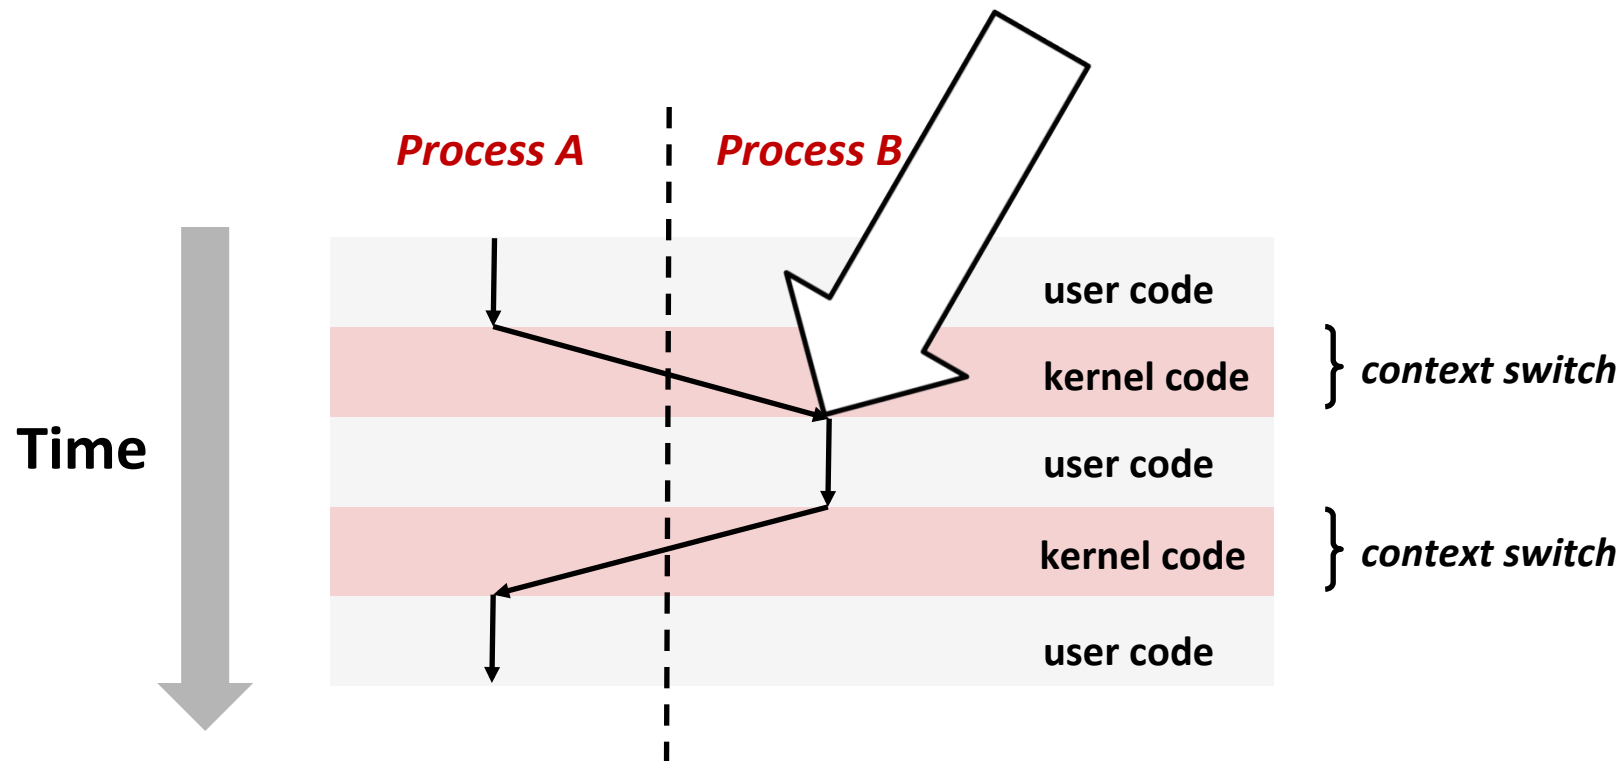 Process A
Process B
user code
kernel code
context switch
Time
user code
kernel code
context switch
user code